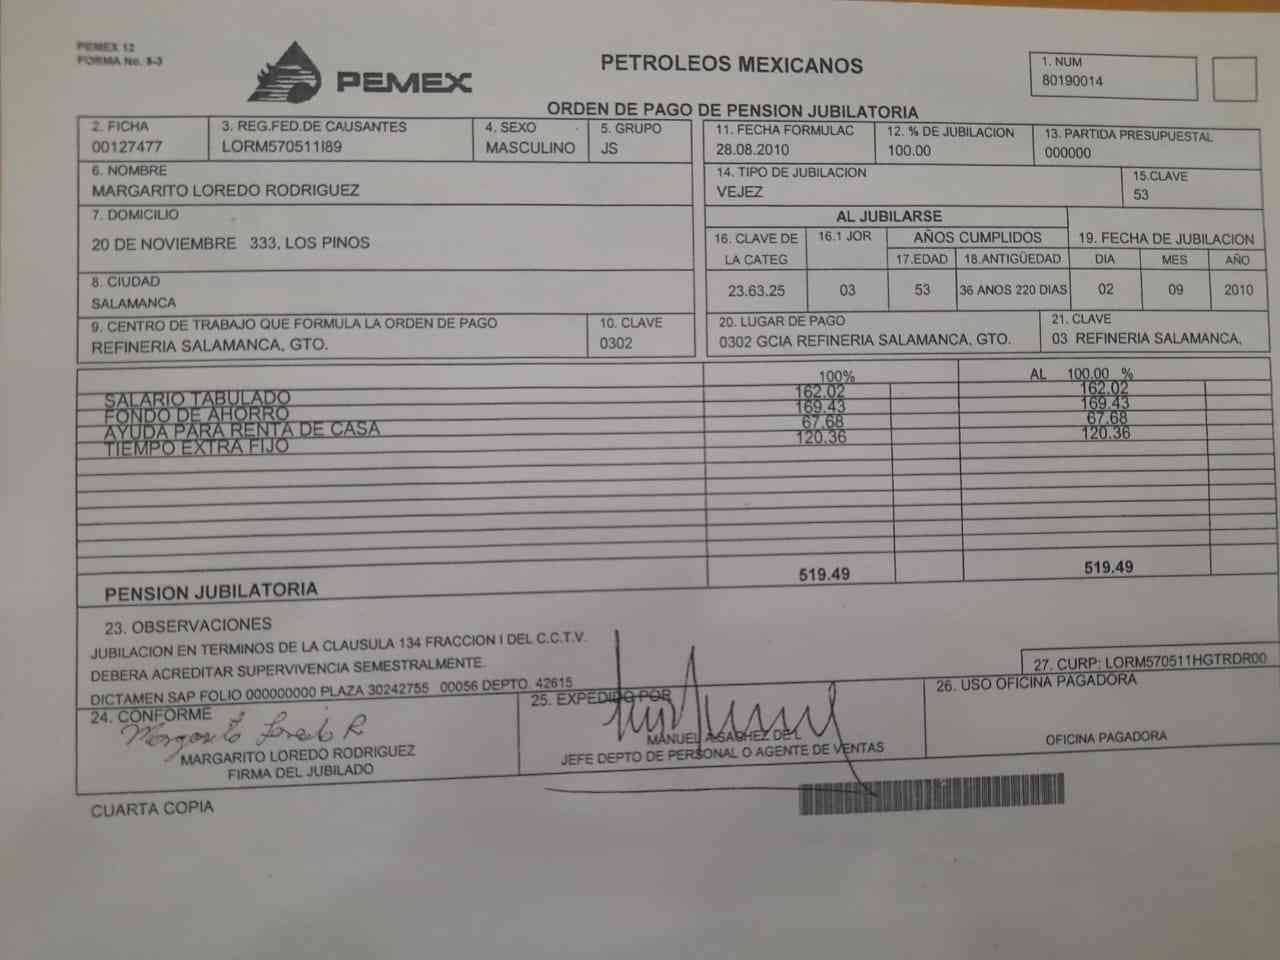 PEMEX 12
FORMA No. 8-3
PEMEX
PETROLEOS MEXICANOS
ORDEN DE PAGO DE PENSION JUBILATORIA
1. NUM
80190014
2. FICHA
00127477
3. REG.FED.DE CAUSANTES
LORM570511I89
4. SEXO
MASCULINO
5. GRUPO
JS
11. FECHA FORMULAC
28.08.2010
12. % DE JUBILACION
100.00
13. PARTIDA PRESUPUESTAL
000000
6. NOMBRE
MARGARITO LOREDO RODRIGUEZ
14. TIPO DE JUBILACION
VEJEZ
15.CLAVE
53
7. DOMICILIO
20 DE NOVIEMBRE 333, LOS PINOS
AL JUBILARSE
16. CLAVE DE
LA CATEG
16.1 JOR
AÑOS CUMPLIDOS
17.EDAD
18.ANTIGÜEDAD
19. FECHA DE JUBILACION
DIA
MES
AÑO
23.63.25
03
53
36 ANOS 220 DIAS
02
09
2010
8. CIUDAD
SALAMANCA
9. CENTRO DE TRABAJO QUE FORMULA LA ORDEN DE PAGO
REFINERIA SALAMANCA, GTO.
10. CLAVE
0302
20. LUGAR DE PAGO
0302 GCIA REFINERIA SALAMANCA, GTO.
21. CLAVE
03 REFINERIA SALAMANCA,
100%
AL 100.00 %
SALARIO TABULADO 162.02 162.02
FONDO DE AHORRO 169.43 169.43
AYUDA PARA RENTA DE CASA 67.68 67.68
TIEMPO EXTRA FIJO 120.36 120.36
PENSION JUBILATORIA 519.49 519.49
23. OBSERVACIONES
JUBILACION EN TERMINOS DE LA CLAUSULA 134 FRACCION I DEL C.C.T.V.
DEBERA ACREDITAR SUPERVIVENCIA SEMESTRALMENTE.
DICTAMEN SAP FOLIO 000000000 PLAZA 30242755 00056 DEPTO. 42615
27. CURP: LORM570511HGTRDR00
24. CONFORME
Margarito Loredo R
MARGARITO LOREDO RODRIGUEZ
FIRMA DEL JUBILADO
25. EXPEDIDO POR
MANUEL A SACHEZ DEL
JEFE DEPTO DE PERSONAL O AGENTE DE VENTAS
26. USO OFICINA PAGADORA
OFICINA PAGADORA
CUARTA COPIA